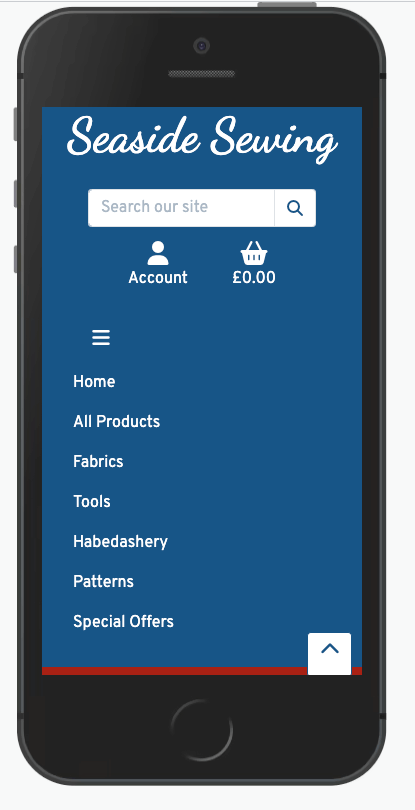 Seaside Sewing
Search our site
Account £0.00
Home
All Products
Fabrics
Tools
Habedashery
Patterns
Special Offers